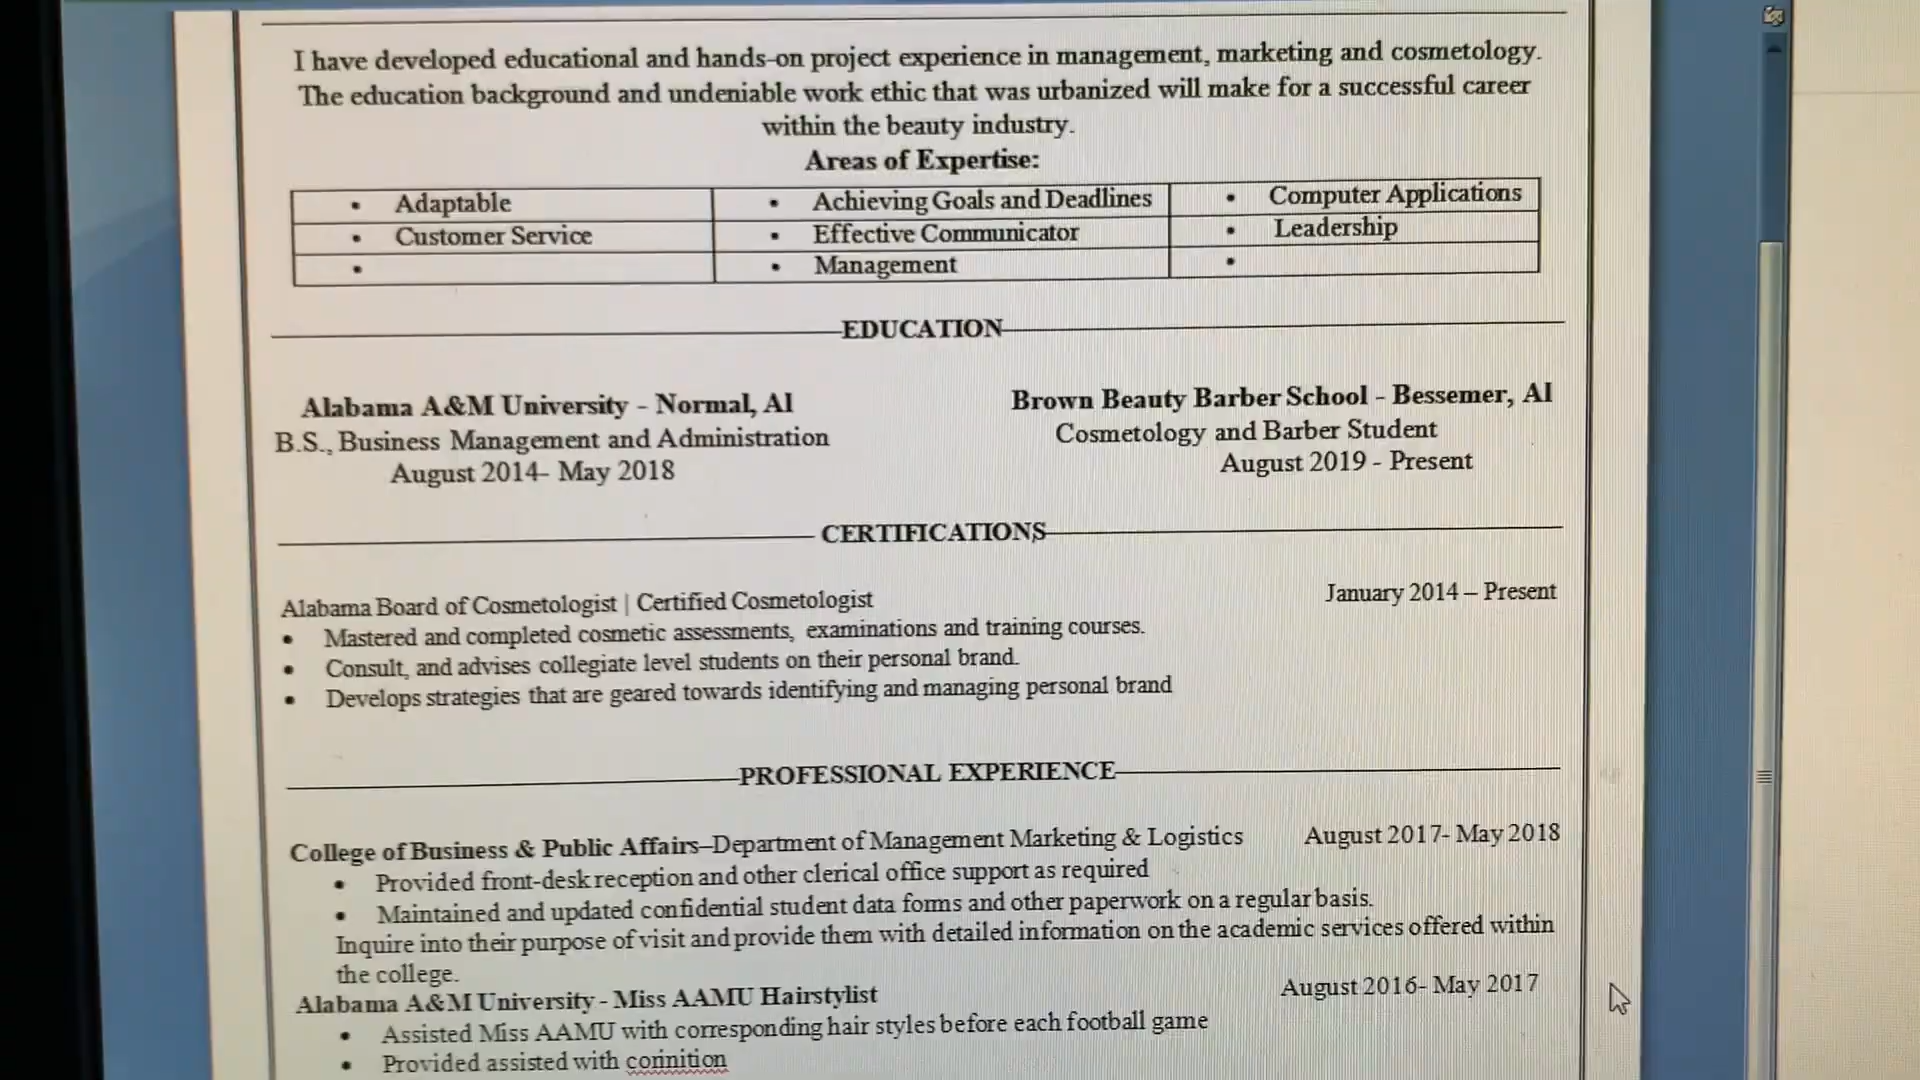 I have developed educational and hands-on project experience in management, marketing and cosmetology.
The education background and undeniable work ethic that was urbanized will make for a successful career
within the beauty industry.
Areas of Expertise:
• Adaptable • Achieving Goals and Deadlines • Computer Applications
• Customer Service • Effective Communicator • Leadership
• • Management •
EDUCATION
Alabama A&M University - Normal, Al Brown Beauty Barber School - Bessemer, Al
B.S., Business Management and Administration Cosmetology and Barber Student
August 2014- May 2018 August 2019 - Present
CERTIFICATIONS
Alabama Board of Cosmetologist | Certified Cosmetologist January 2014 – Present
• Mastered and completed cosmetic assessments, examinations and training courses.
• Consult, and advises collegiate level students on their personal brand.
• Develops strategies that are geared towards identifying and managing personal brand
PROFESSIONAL EXPERIENCE
College of Business & Public Affairs–Department of Management Marketing & Logistics August 2017- May 2018
• Provided front-desk reception and other clerical office support as required
• Maintained and updated confidential student data forms and other paperwork on a regular basis.
Inquire into their purpose of visit and provide them with detailed information on the academic services offered within
the college.
Alabama A&M University - Miss AAMU Hairstylist August 2016- May 2017
• Assisted Miss AAMU with corresponding hair styles before each football game
• Provided assisted with corinition